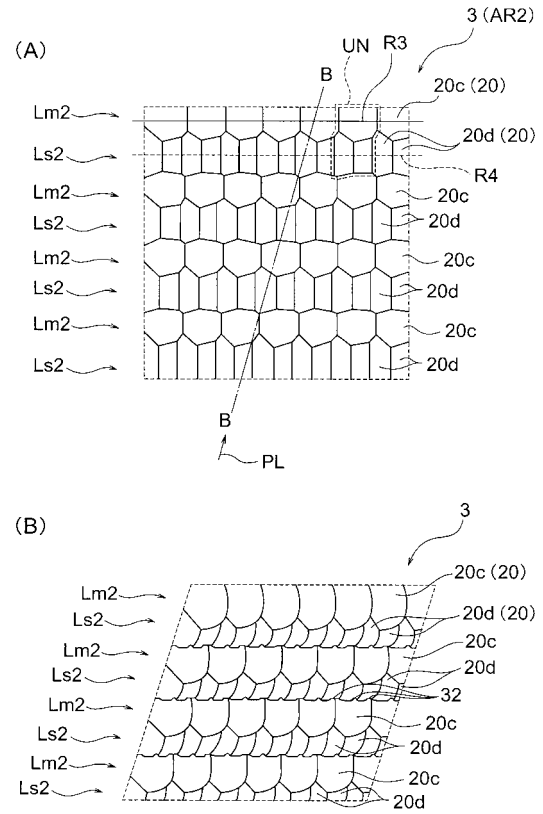 3 (AR2)
(A)
UN
R3
B
20c (20)
Lm2
20d (20)
Ls2
R4
Lm2
20c
Ls2
20d
Lm2
20c
Ls2
20d
Lm2
20c
Ls2
20d
B
PL
(B)
3
Lm2
20c (20)
Ls2
20d (20)
Lm2
20c
Ls2
20d
32
Lm2
20c
Ls2
20d
Lm2
20c
Ls2
20d